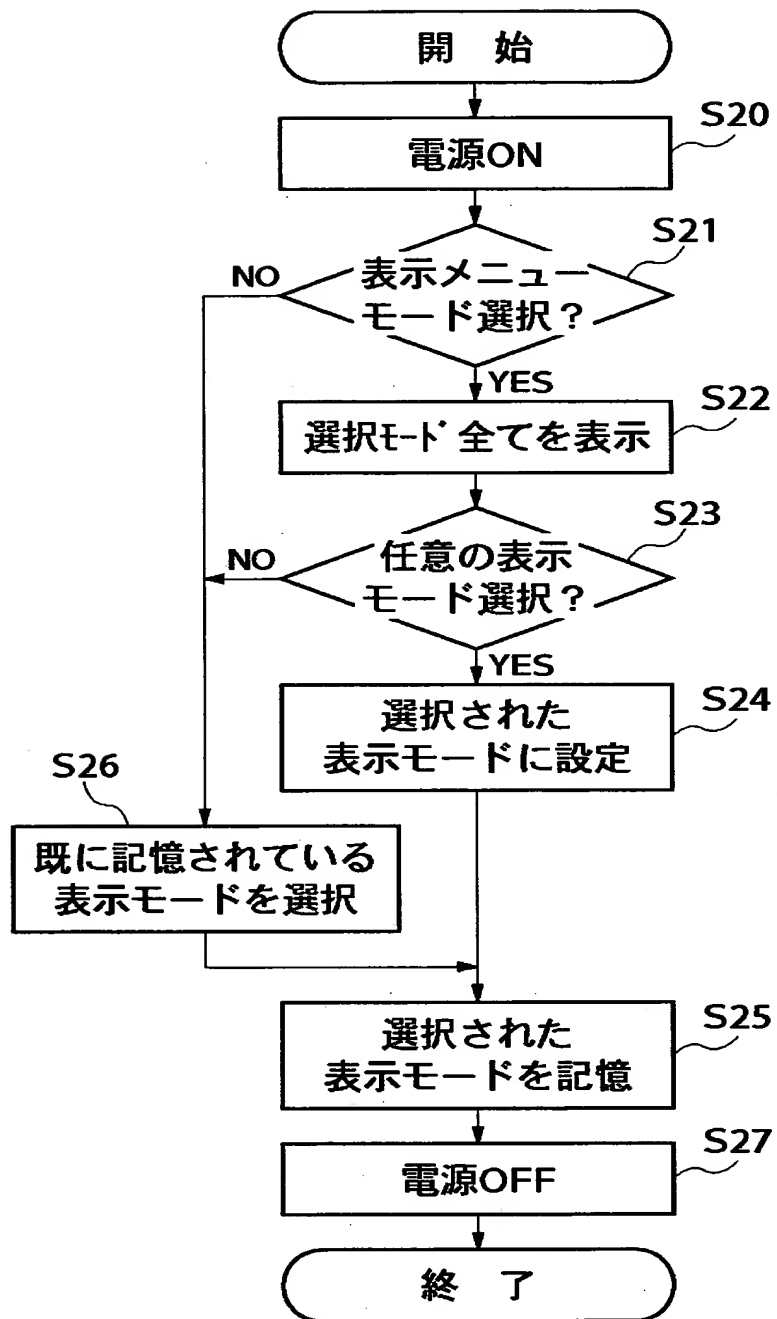 開 始
S20
電源ON
S21
表示メニュー
モード選択?
NO
YES
S22
選択ﾓｰﾄﾞ全てを表示
S23
任意の表示
モード選択?
NO
YES
S24
選択された
表示モードに設定
S26
既に記憶されている
表示モードを選択
S25
選択された
表示モードを記憶
S27
電源OFF
終 了